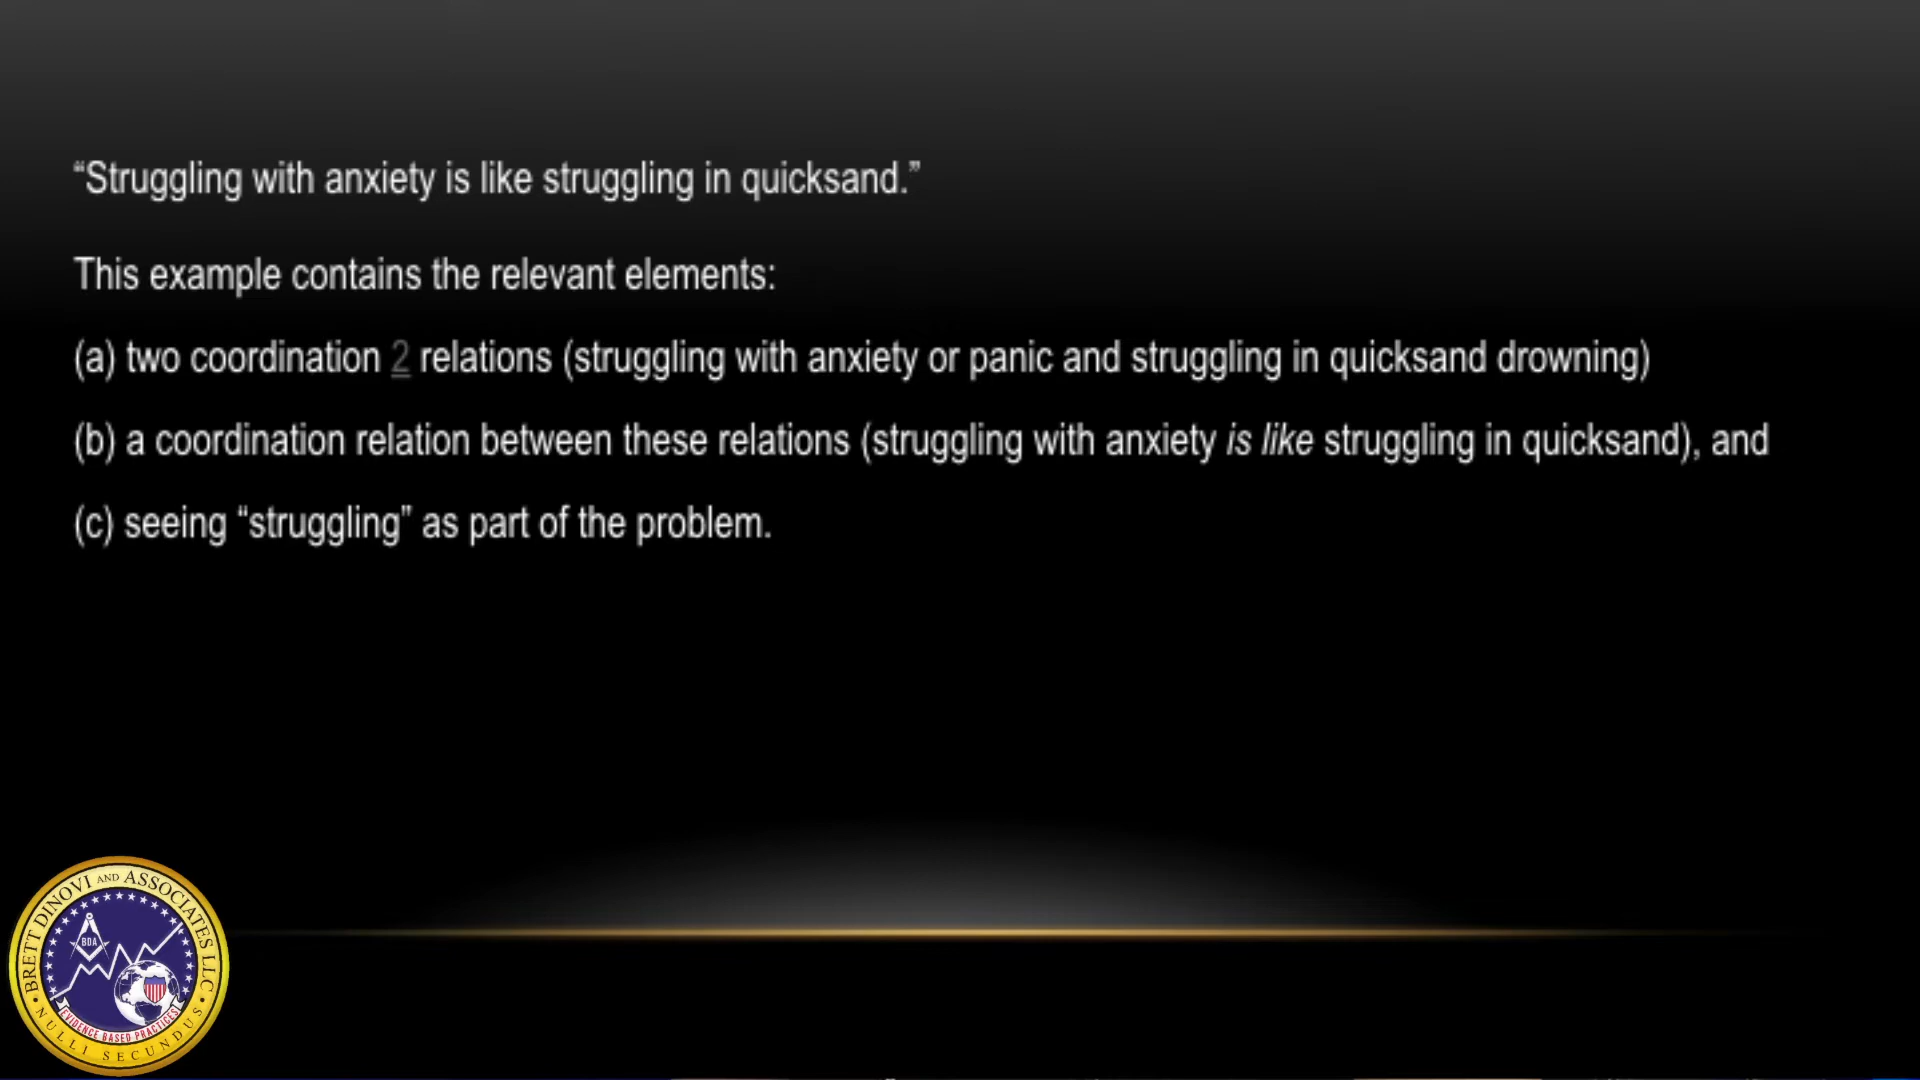 “Struggling with anxiety is like struggling in quicksand.”
This example contains the relevant elements:
(a) two coordination 2 relations (struggling with anxiety or panic and struggling in quicksand drowning)
(b) a coordination relation between these relations (struggling with anxiety is like struggling in quicksand), and
(c) seeing “struggling” as part of the problem.
BRETT DINOVI AND ASSOCIATES LLC
BDA
EVIDENCE BASED PRACTICES
NULLI SECUNDUS